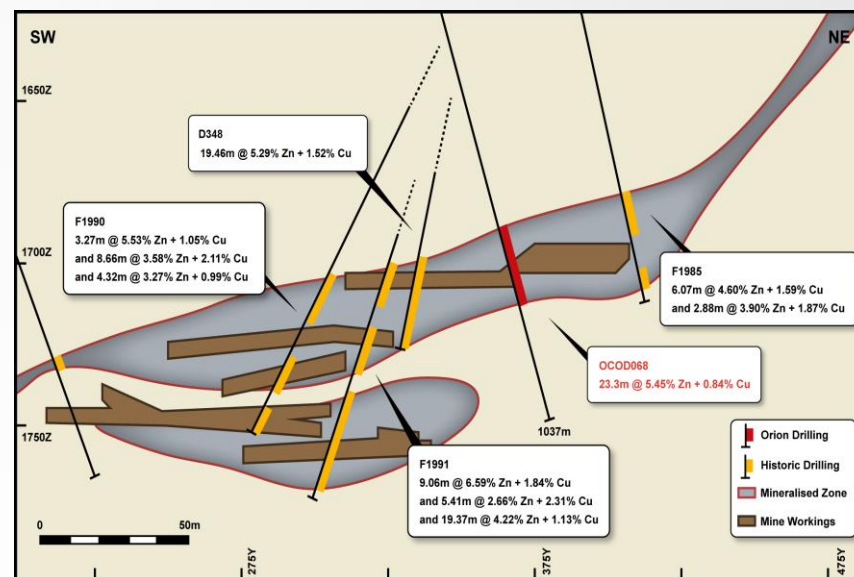 SW
NE
1650Z
D348
19.46m @ 5.29% Zn + 1.52% Cu
F1990
3.27m @ 5.53% Zn + 1.05% Cu
and 8.66m @ 3.58% Zn + 2.11% Cu
and 4.32m @ 3.27% Zn + 0.99% Cu
1700Z
F1985
6.07m @ 4.60% Zn + 1.59% Cu
and 2.88m @ 3.90% Zn + 1.87% Cu
OCOD068
23.3m @ 5.45% Zn + 0.84% Cu
1750Z
1037m
F1991
9.06m @ 6.59% Zn + 1.84% Cu
and 5.41m @ 2.66% Zn + 2.31% Cu
and 19.37m @ 4.22% Zn + 1.13% Cu
Orion Drilling
Historic Drilling
Mineralised Zone
Mine Workings
0 50m
275Y
375Y
475Y